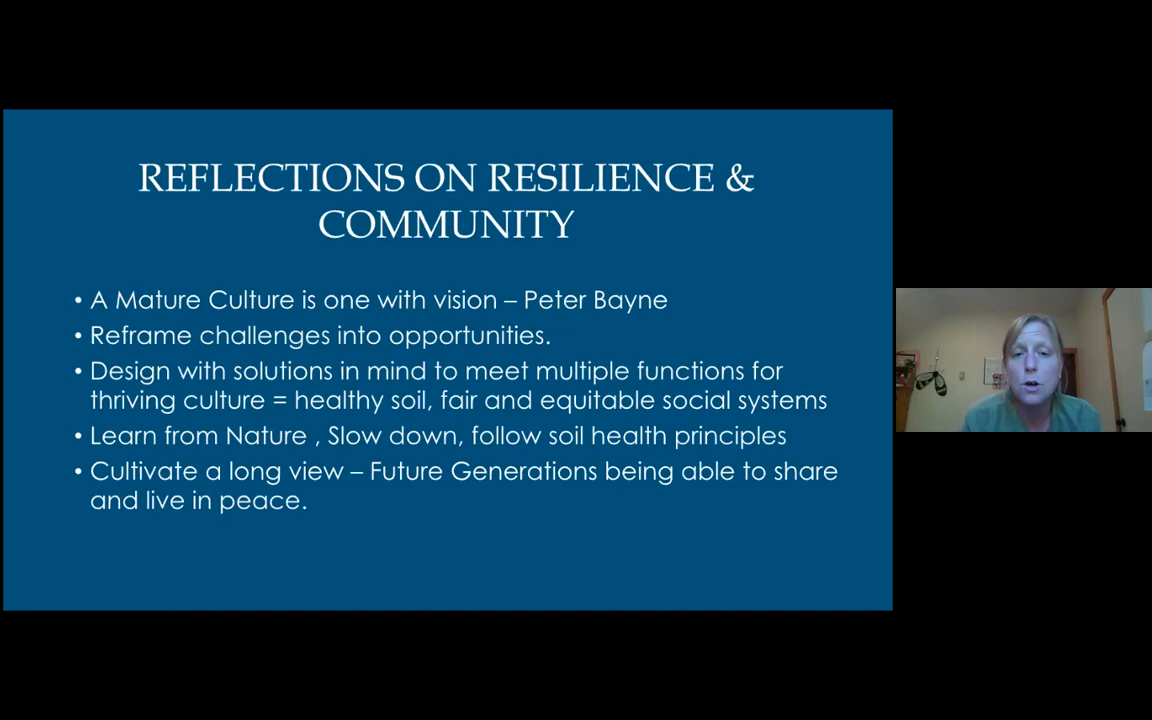 REFLECTIONS ON RESILIENCE &
COMMUNITY
• A Mature Culture is one with vision – Peter Bayne
• Reframe challenges into opportunities.
• Design with solutions in mind to meet multiple functions for
thriving culture = healthy soil, fair and equitable social systems
• Learn from Nature , Slow down, follow soil health principles
• Cultivate a long view – Future Generations being able to share
and live in peace.